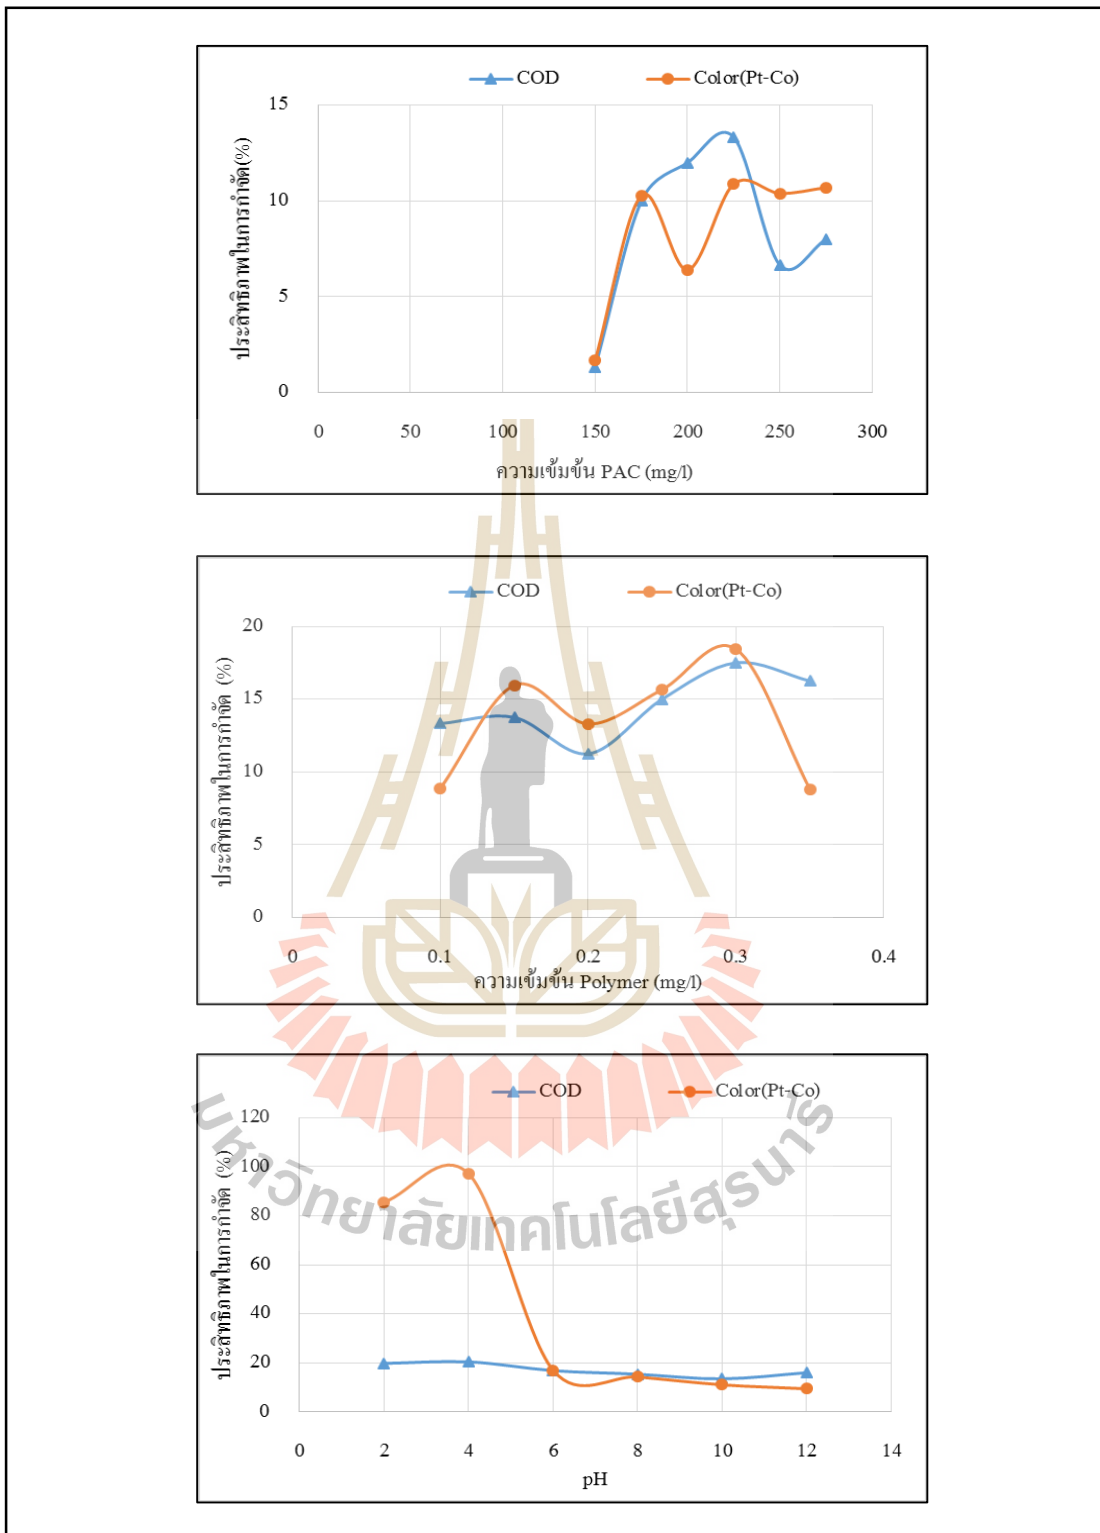 COD Color(Pt-Co)
ประสิทธิภาพในการกำจัด(%)
15
10
5
0
0 50 100 150 200 250 300
ความเข้มข้น PAC (mg/l)
COD Color(Pt-Co)
ประสิทธิภาพในการกำจัด (%)
20
15
10
5
0
0 0.1 0.2 0.3 0.4
ความเข้มข้น Polymer (mg/l)
COD Color(Pt-Co)
ประสิทธิภาพในการกำจัด (%)
120
100
80
60
40
20
0
0 2 4 6 8 10 12 14
pH
มหาวิทยาลัยเทคโนโลยีสุรนารี